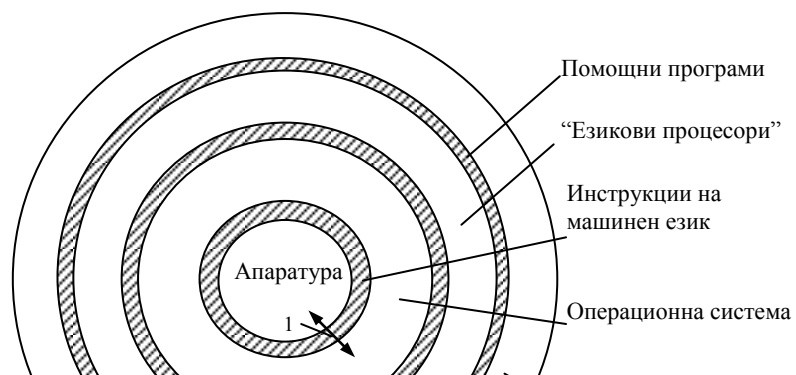 Помощни програми
“Езикови процесори”
Инструкции на
машинен език
Апаратура
Операционна система
1